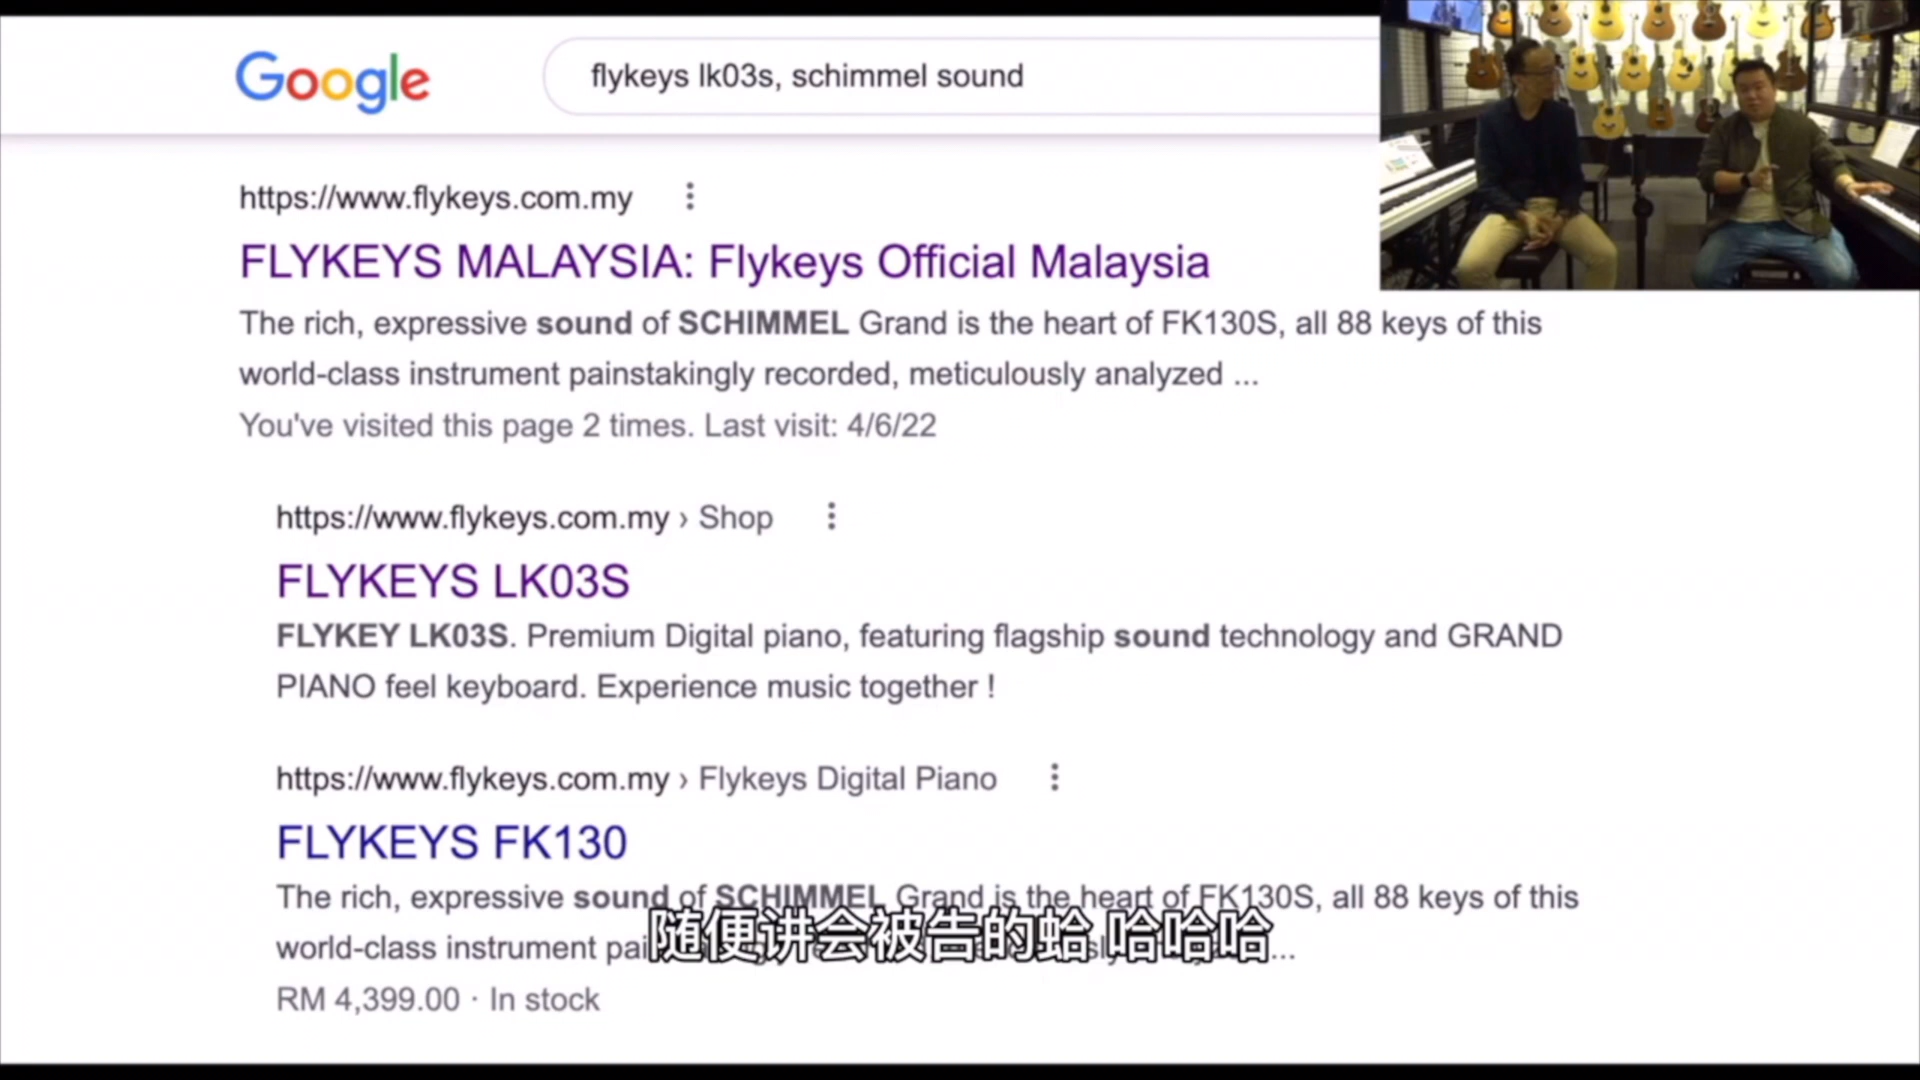 Google
flykeys lk03s, schimmel sound
https://www.flykeys.com.my
FLYKEYS MALAYSIA: Flykeys Official Malaysia
The rich, expressive sound of SCHIMMEL Grand is the heart of FK130S, all 88 keys of this
world-class instrument painstakingly recorded, meticulously analyzed ...
You've visited this page 2 times. Last visit: 4/6/22
https://www.flykeys.com.my › Shop
FLYKEYS LK03S
FLYKEY LK03S. Premium Digital piano, featuring flagship sound technology and GRAND
PIANO feel keyboard. Experience music together !
https://www.flykeys.com.my › Flykeys Digital Piano
FLYKEYS FK130
The rich, expressive sound of SCHIMMEL Grand is the heart of FK130S, all 88 keys of this
world-class instrument ...
随便讲会被告的蛤 哈哈哈
RM 4,399.00 · In stock